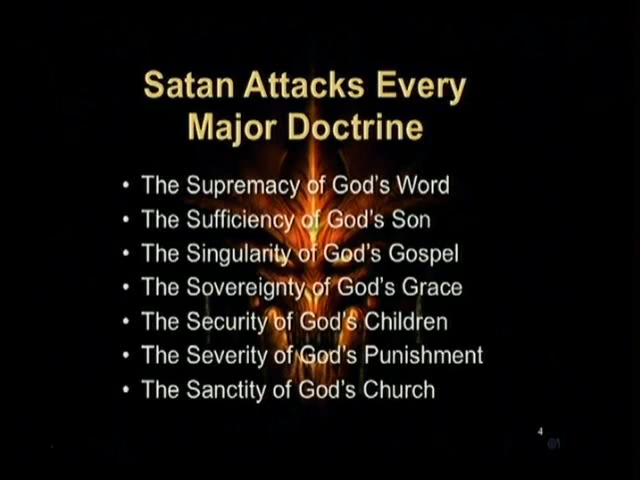 Satan Attacks Every
Major Doctrine
• The Supremacy of God's Word
• The Sufficiency of God's Son
• The Singularity of God's Gospel
• The Sovereignty of God's Grace
• The Security of God's Children
• The Severity of God's Punishment
• The Sanctity of God's Church
4